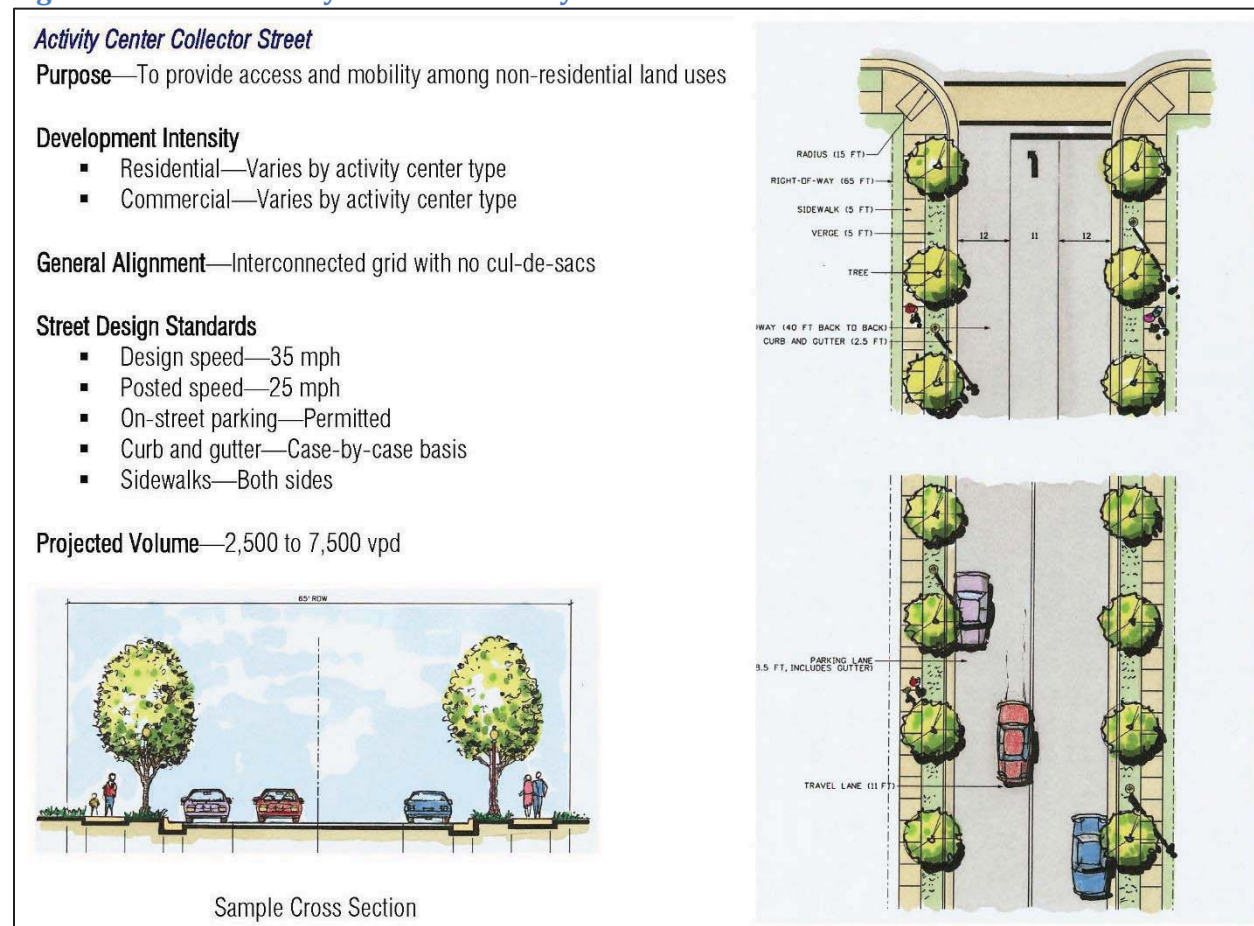 Activity Center Collector Street
Purpose—To provide access and mobility among non-residential land uses
Development Intensity
▪ Residential—Varies by activity center type
▪ Commercial—Varies by activity center type
General Alignment—Interconnected grid with no cul-de-sacs
Street Design Standards
▪ Design speed—35 mph
▪ Posted speed—25 mph
▪ On-street parking—Permitted
▪ Curb and gutter—Case-by-case basis
▪ Sidewalks—Both sides
Projected Volume—2,500 to 7,500 vpd
65' ROW
Sample Cross Section
RADIUS (15 FT)
RIGHT-OF-WAY (65 FT)
SIDEWALK (5 FT)
VERGE (5 FT)
12 11 12
TREE
WAY (40 FT BACK TO BACK)
CURB AND GUTTER (2.5 FT)
PARKING LANE
8.5 FT, INCLUDES GUTTER)
TRAVEL LANE (11 FT)